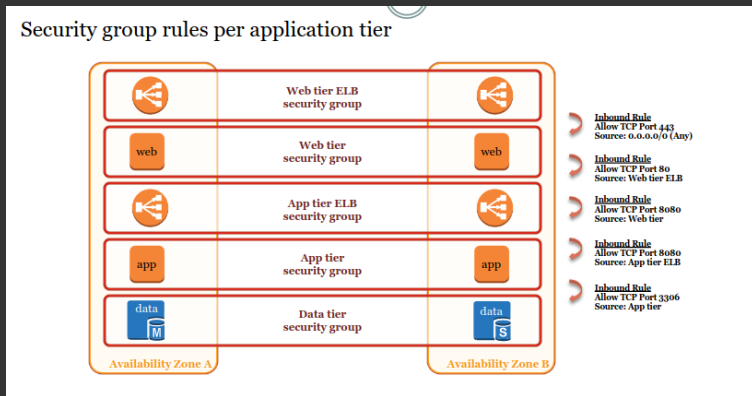 Security group rules per application tier
Web tier ELB
security group
web
Web tier
security group
web
App tier ELB
security group
app
App tier
security group
app
data
M
Data tier
security group
data
S
Availability Zone A
Availability Zone B
Inbound Rule
Allow TCP Port 443
Source: 0.0.0.0/0 (Any)
Inbound Rule
Allow TCP Port 80
Source: Web tier ELB
Inbound Rule
Allow TCP Port 8080
Source: Web tier
Inbound Rule
Allow TCP Port 8080
Source: App tier ELB
Inbound Rule
Allow TCP Port 3306
Source: App tier